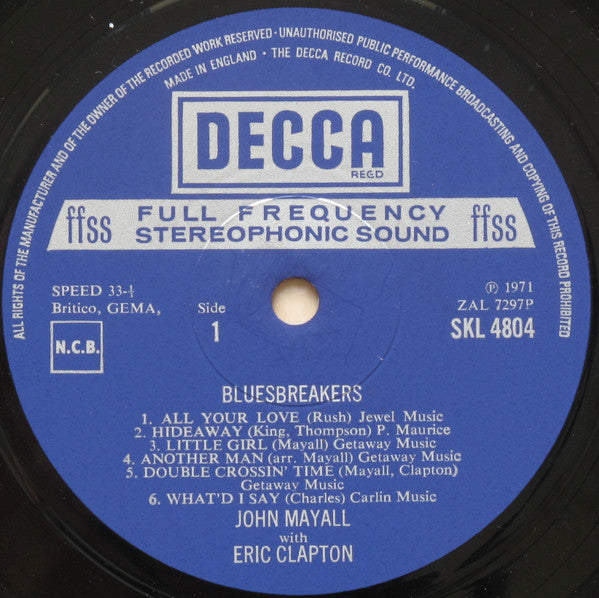 ALL RIGHTS OF THE MANUFACTURER AND OF THE OWNER OF THE RECORDED WORK RESERVED · UNAUTHORISED PUBLIC PERFORMANCE BROADCASTING AND COPYING OF THIS RECORD PROHIBITED
MADE IN ENGLAND · THE DECCA RECORD CO. LTD.
DECCA
REGD
ffss FULL FREQUENCY STEREOPHONIC SOUND ffss
SPEED 33-⅓
Britico, GEMA,
N.C.B.
Side
1
Ⓟ 1971
ZAL 7297P
SKL 4804
BLUESBREAKERS
1. ALL YOUR LOVE (Rush) Jewel Music
2. HIDEAWAY (King, Thompson) P. Maurice
3. LITTLE GIRL (Mayall) Getaway Music
4. ANOTHER MAN (arr. Mayall) Getaway Music
5. DOUBLE CROSSIN' TIME (Mayall, Clapton)
Getaway Music
6. WHAT'D I SAY (Charles) Carlin Music
JOHN MAYALL
with
ERIC CLAPTON